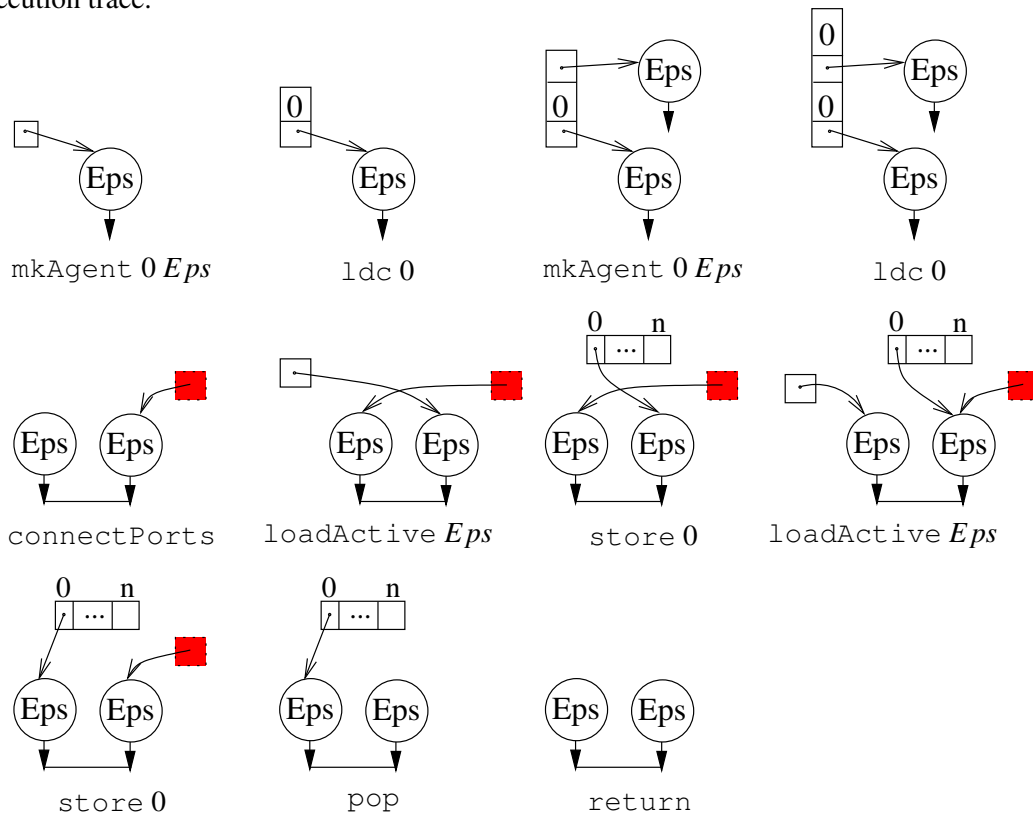 ecution trace.
0
0 Eps
0 0 Eps
Eps Eps Eps Eps
mkAgent 0 Eps ldc 0 mkAgent 0 Eps ldc 0
0 n 0 n
... ...
Eps Eps Eps Eps Eps Eps Eps Eps
connectPorts loadActive Eps store 0 loadActive Eps
0 n 0 n
... ...
Eps Eps Eps Eps Eps Eps
store 0 pop return